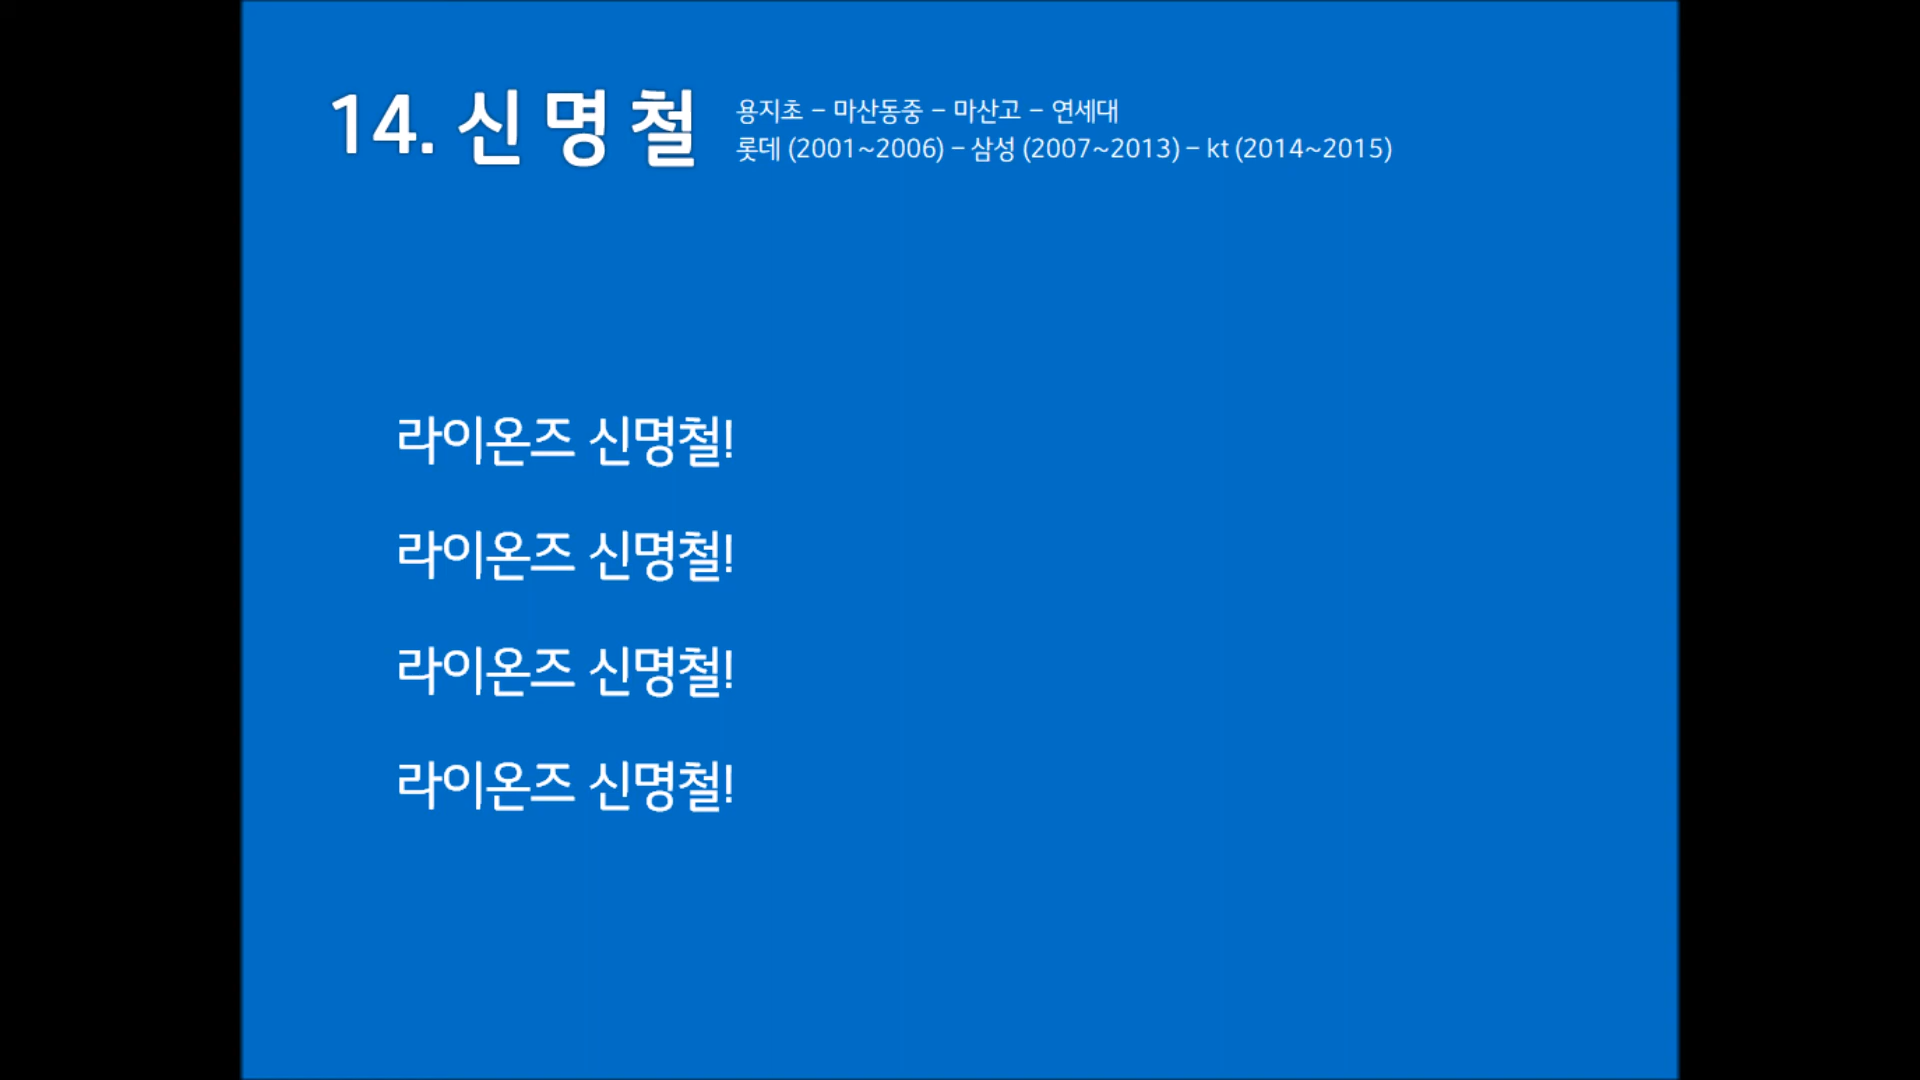 14. 신 명 철
용지초 – 마산동중 – 마산고 – 연세대
롯데 (2001~2006) – 삼성 (2007~2013) – kt (2014~2015)
라이온즈 신명철!
라이온즈 신명철!
라이온즈 신명철!
라이온즈 신명철!